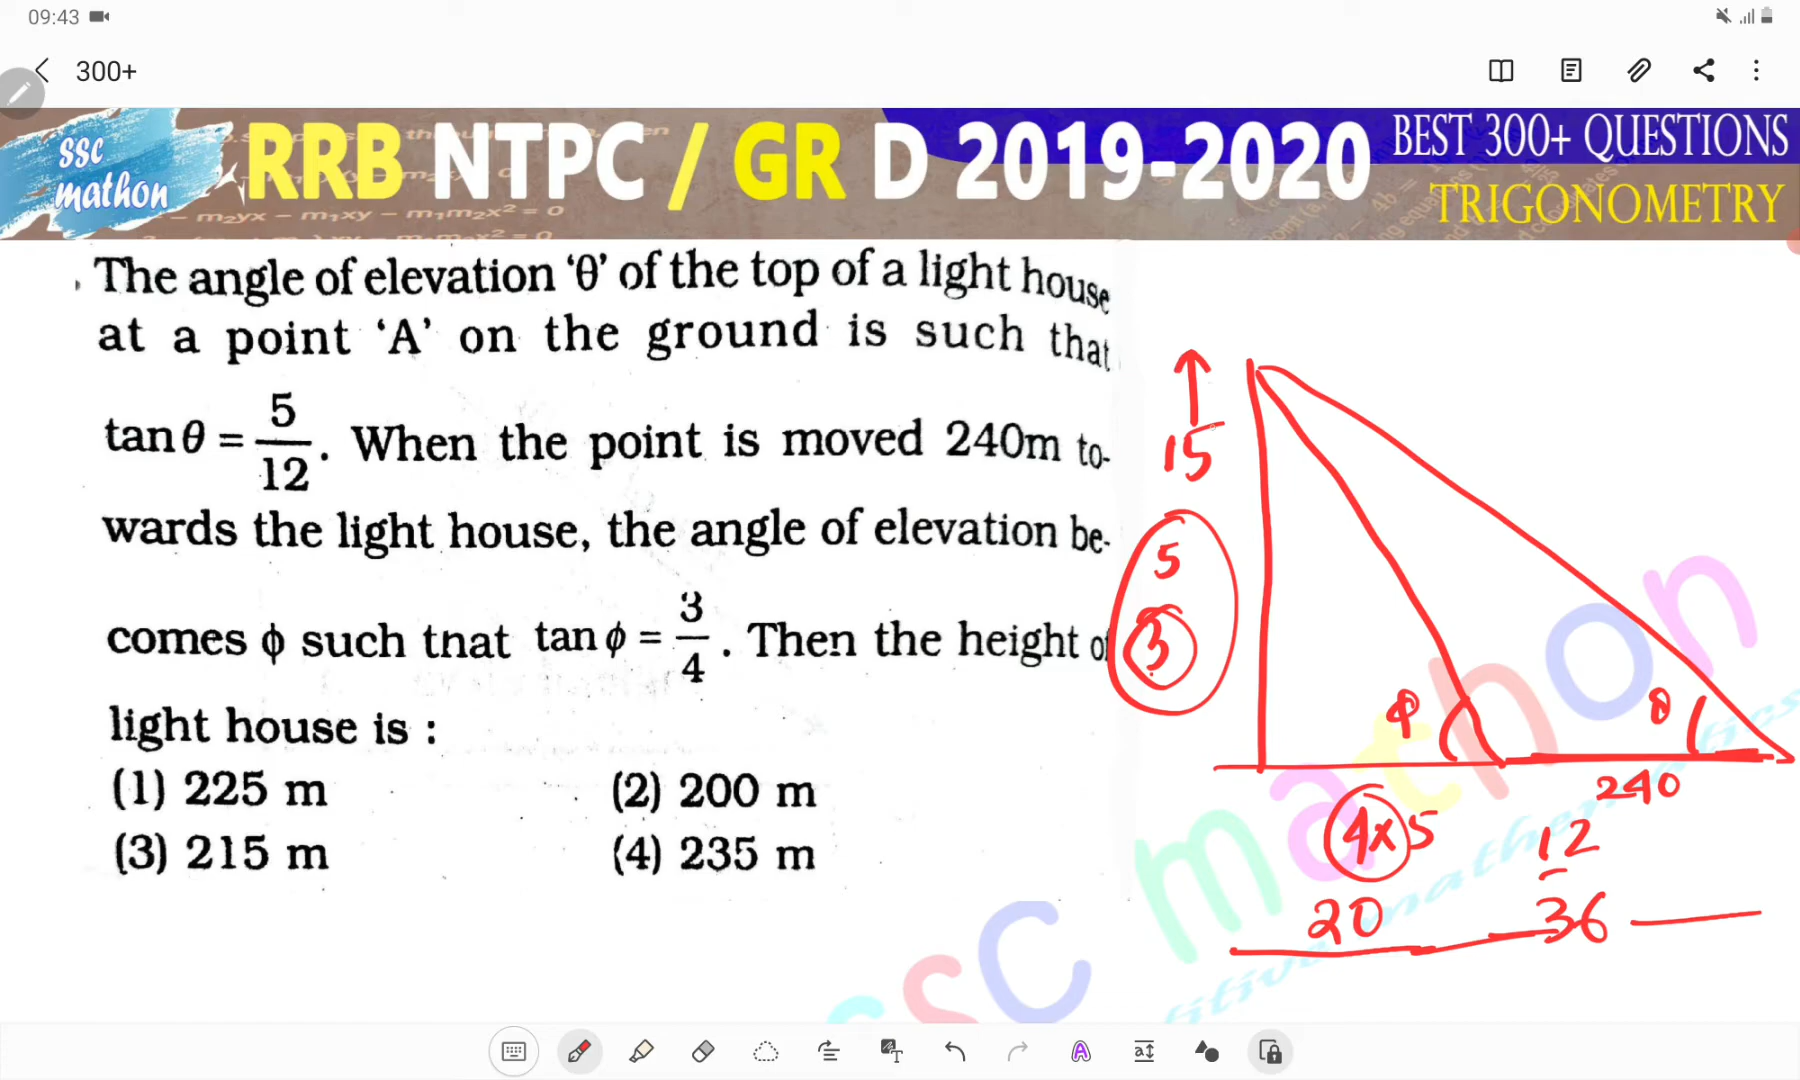 09:43
300+
SSC
mathon
RRB NTPC / GR D 2019-2020
BEST 300+ QUESTIONS
TRIGONOMETRY
The angle of elevation ‘θ’ of the top of a light house
at a point ‘A’ on the ground is such that
tan θ = 5/12. When the point is moved 240m to-
wards the light house, the angle of elevation be-
comes ϕ such tnat tan ϕ = 3/4. Then the height of
light house is :
(1) 225 m (2) 200 m
(3) 215 m (4) 235 m
15
5
3
ϕ θ
240
4×5 12
20 36
ssc mathon